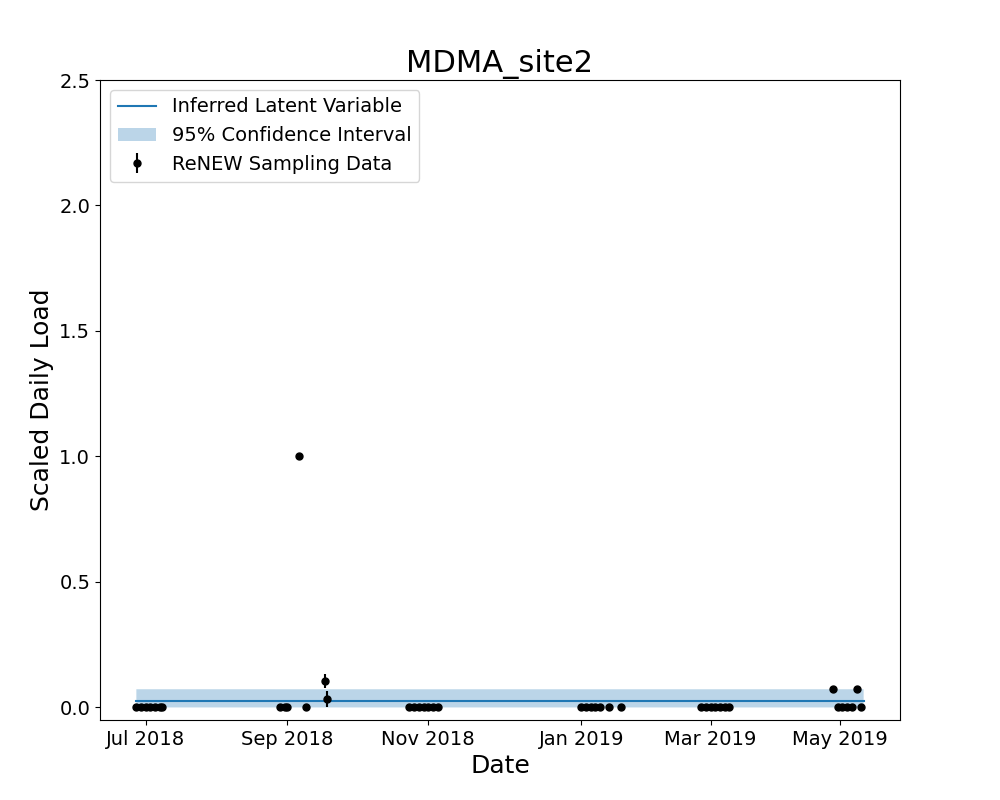 MDMA_site2
2.5
2.0
1.5
1.0
0.5
0.0
Scaled Daily Load
Inferred Latent Variable
95% Confidence Interval
ReNEW Sampling Data
Jul 2018 Sep 2018 Nov 2018 Jan 2019 Mar 2019 May 2019
Date